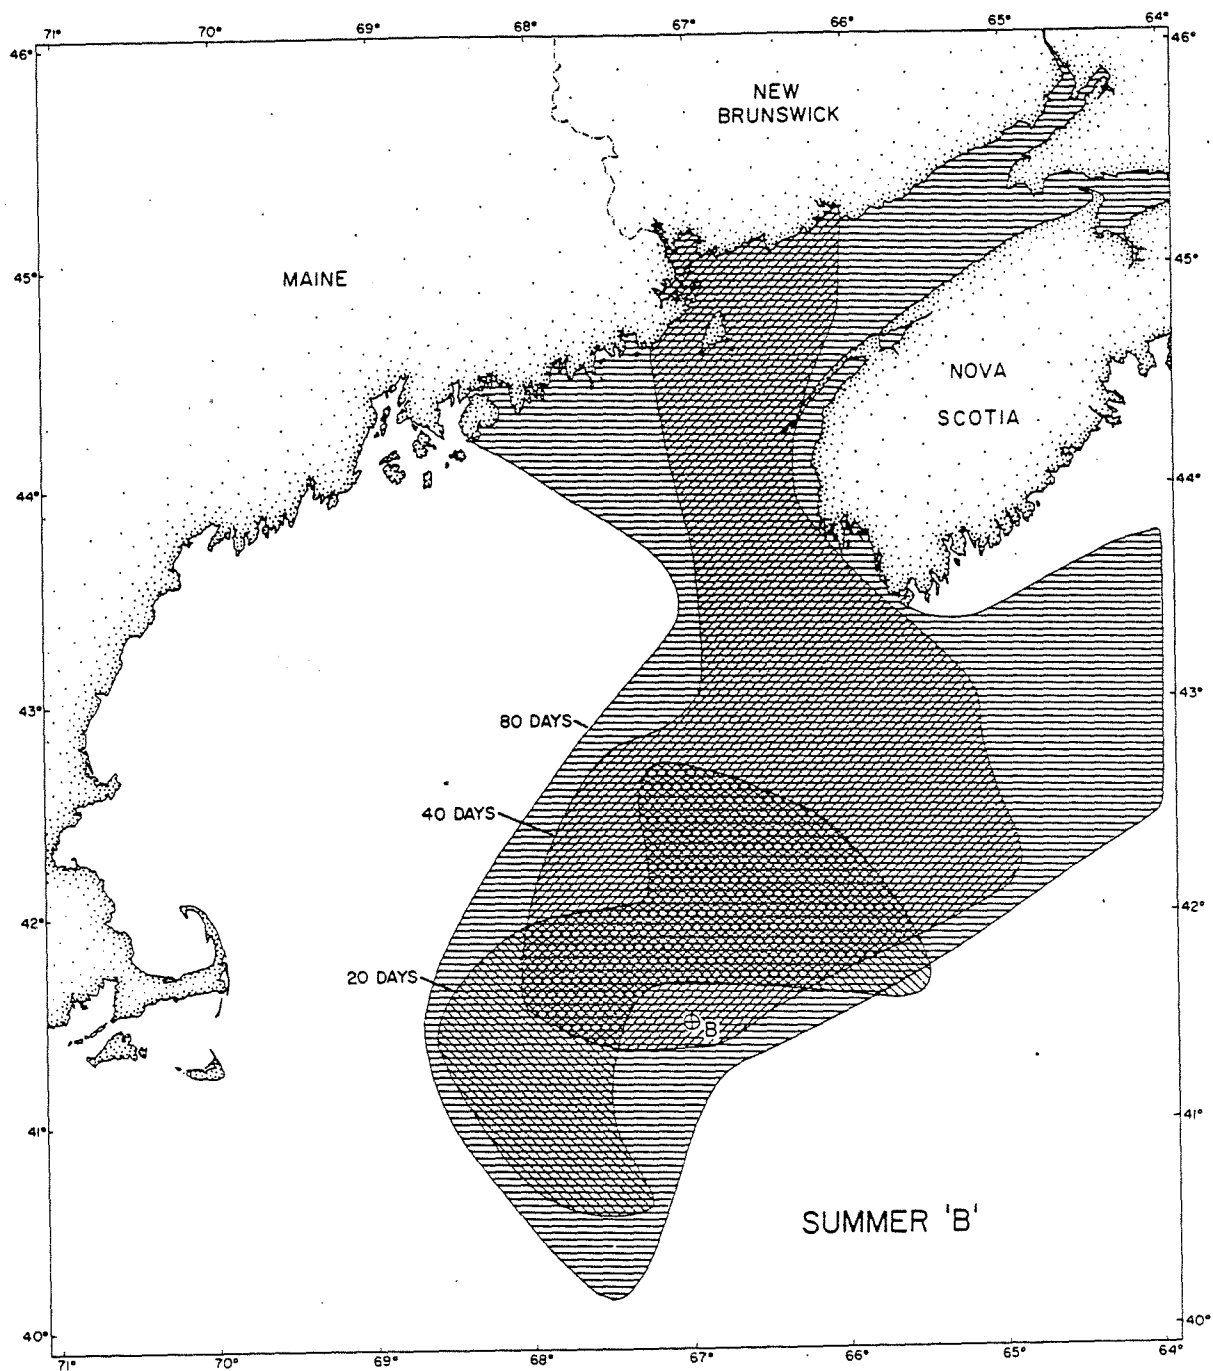 71° 70° 69° 68° 67° 66° 65° 64°
46° 46°
NEW
BRUNSWICK
45° MAINE 45°
NOVA
SCOTIA
44° 44°
43° 43°
80 DAYS
40 DAYS
42° 42°
20 DAYS
B
41° 41°
SUMMER 'B'
40° 40°
71° 70° 69° 68° 67° 66° 65° 64°